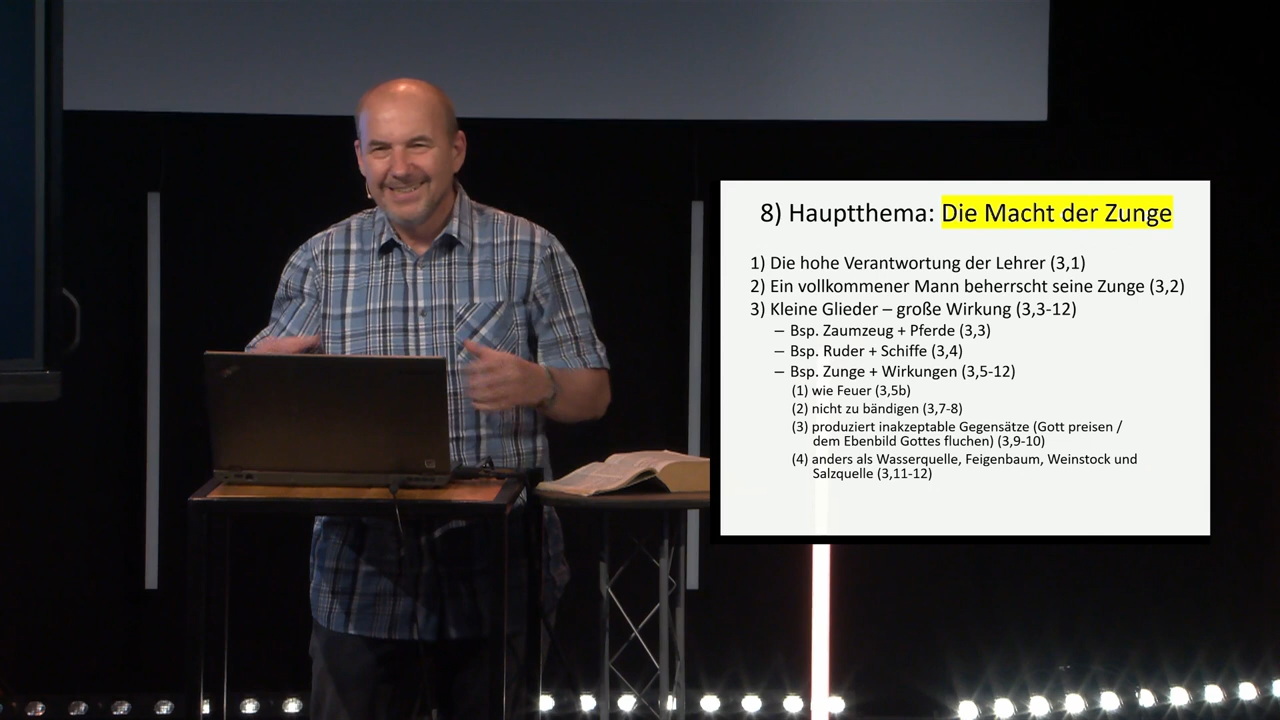 8) Hauptthema: Die Macht der Zunge
1) Die hohe Verantwortung der Lehrer (3,1)
2) Ein vollkommener Mann beherrscht seine Zunge (3,2)
3) Kleine Glieder – große Wirkung (3,3-12)
– Bsp. Zaumzeug + Pferde (3,3)
– Bsp. Ruder + Schiffe (3,4)
– Bsp. Zunge + Wirkungen (3,5-12)
(1) wie Feuer (3,5b)
(2) nicht zu bändigen (3,7-8)
(3) produziert inakzeptable Gegensätze (Gott preisen /
dem Ebenbild Gottes fluchen) (3,9-10)
(4) anders als Wasserquelle, Feigenbaum, Weinstock und
Salzquelle (3,11-12)